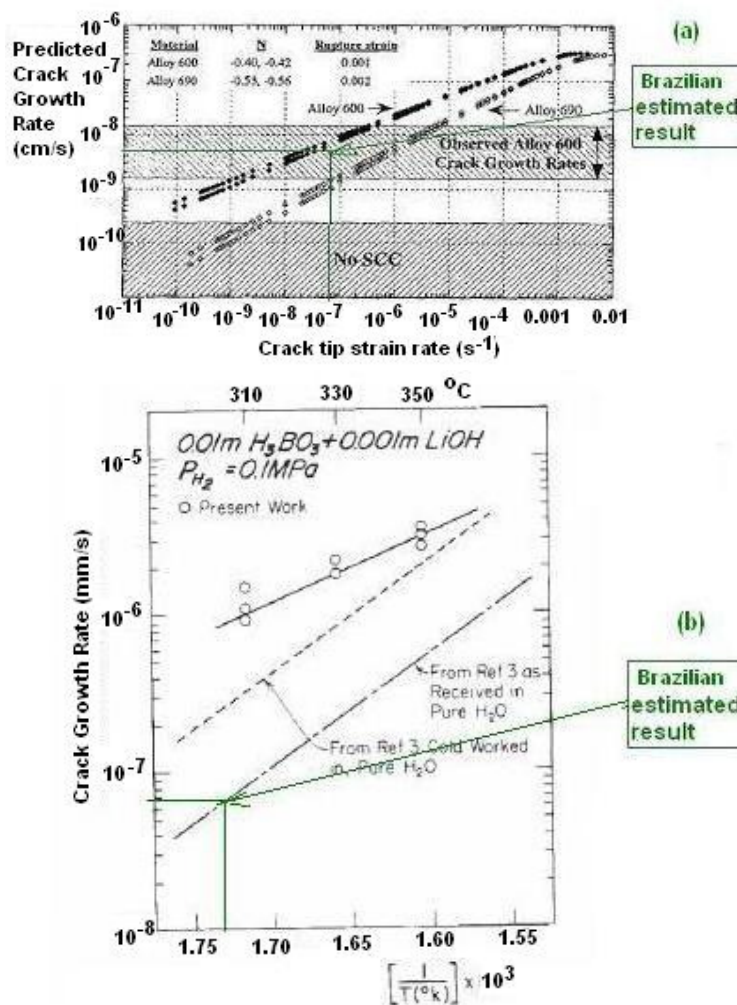 (a)
Predicted
Crack
Growth
Rate
(cm/s)
10-6
10-7
10-8
10-9
10-10
Material N Rupture strain
Alloy 600 -0.40, -0.42 0.001
Alloy 690 -0.53, -0.56 0.002
Alloy 600
Alloy 690
Observed Alloy 600
Crack Growth Rates
No SCC
Brazilian
estimated
result
10-11 10-10 10-9 10-8 10-7 10-6 10-5 10-4 0.001 0.01
Crack tip strain rate (s-1)
310 330 350 oC
0.01m H3BO3+0.001m LiOH
PH2 = 0.1MPa
O Present Work
Crack Growth Rate (mm/s)
10-5
10-6
10-7
10-8
(b)
Brazilian
estimated
result
From Ref 3 as-
Received in
Pure H2O
From Ref 3 Cold Worked
in, Pure H2O
1.75 1.70 1.65 1.60 1.55
[1/T(°k)] x 103